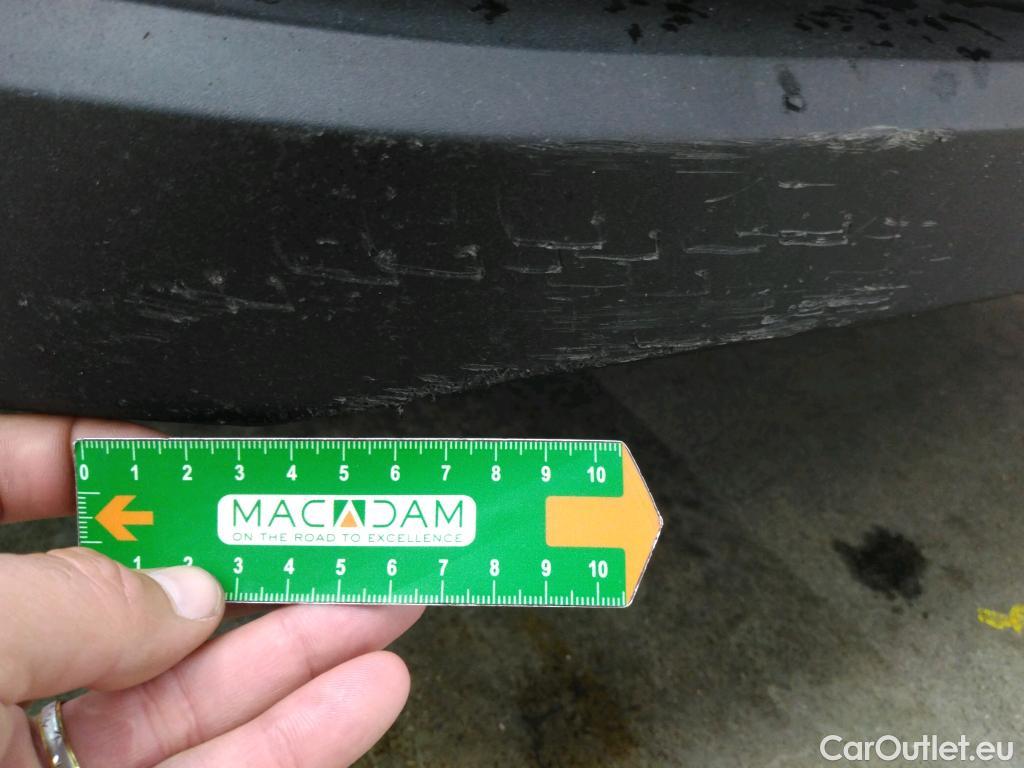 0 1 2 3 4 5 6 7 8 9 10
MACADAM
ON THE ROAD TO EXCELLENCE
1 2 3 4 5 6 7 8 9 10
CarOutlet.eu